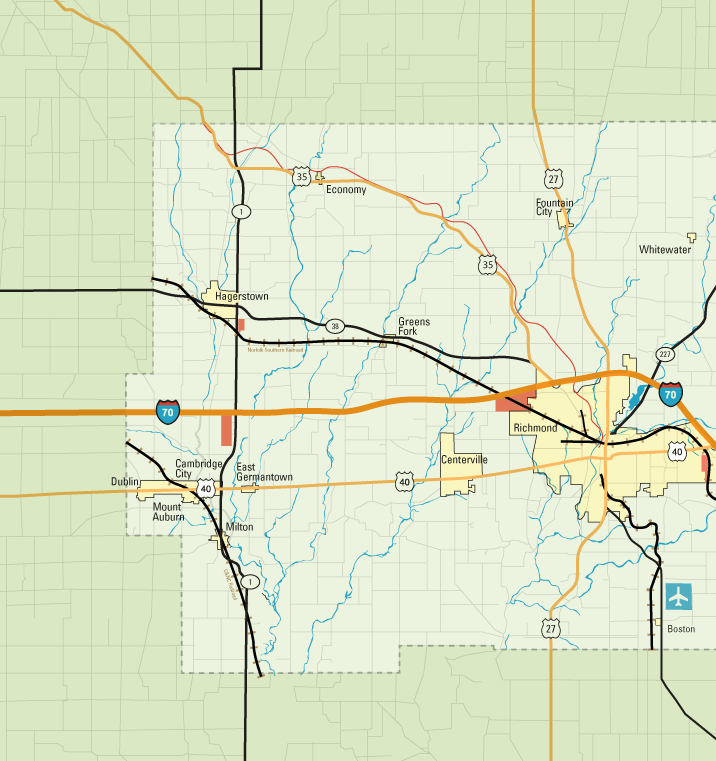 35
Economy
27
Fountain
City
1
Whitewater
35
Hagerstown
38
Greens
Fork
Norfolk Southern Railroad
227
70
70
Richmond
Centerville
40
Cambridge
City
East
Germantown
Dublin
40
40
Mount
Auburn
Milton
1
27
Boston